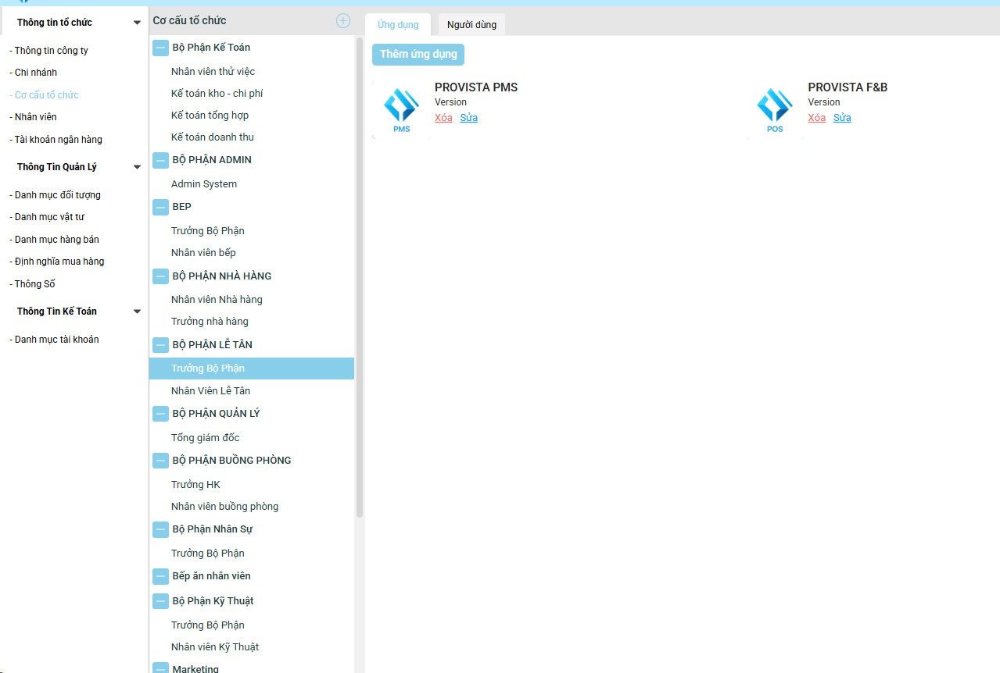 Thông tin tổ chức
- Thông tin công ty
- Chi nhánh
- Cơ cấu tổ chức
- Nhân viên
- Tài khoản ngân hàng
Thông Tin Quản Lý
- Danh mục đối tượng
- Danh mục vật tư
- Danh mục hàng bán
- Định nghĩa mua hàng
- Thông Số
Thông Tin Kế Toán
- Danh mục tài khoản
Cơ cấu tổ chức
Bộ Phận Kế Toán
Nhân viên thử việc
Kế toán kho - chi phí
Kế toán tổng hợp
Kế toán doanh thu
BỘ PHẬN ADMIN
Admin System
BEP
Trưởng Bộ Phận
Nhân viên bếp
BỘ PHẬN NHÀ HÀNG
Nhân viên Nhà hàng
Trưởng nhà hàng
BỘ PHẬN LỄ TÂN
Trưởng Bộ Phận
Nhân Viên Lễ Tân
BỘ PHẬN QUẢN LÝ
Tổng giám đốc
BỘ PHẬN BUỒNG PHÒNG
Trưởng HK
Nhân viên buồng phòng
Bộ Phận Nhân Sự
Trưởng Bộ Phận
Bếp ăn nhân viên
Bộ Phận Kỹ Thuật
Trưởng Bộ Phận
Nhân viên Kỹ Thuật
Marketing
Ứng dụng
Người dùng
Thêm ứng dụng
PMS
PROVISTA PMS
Version
Xóa Sửa
POS
PROVISTA F&B
Version
Xóa Sửa